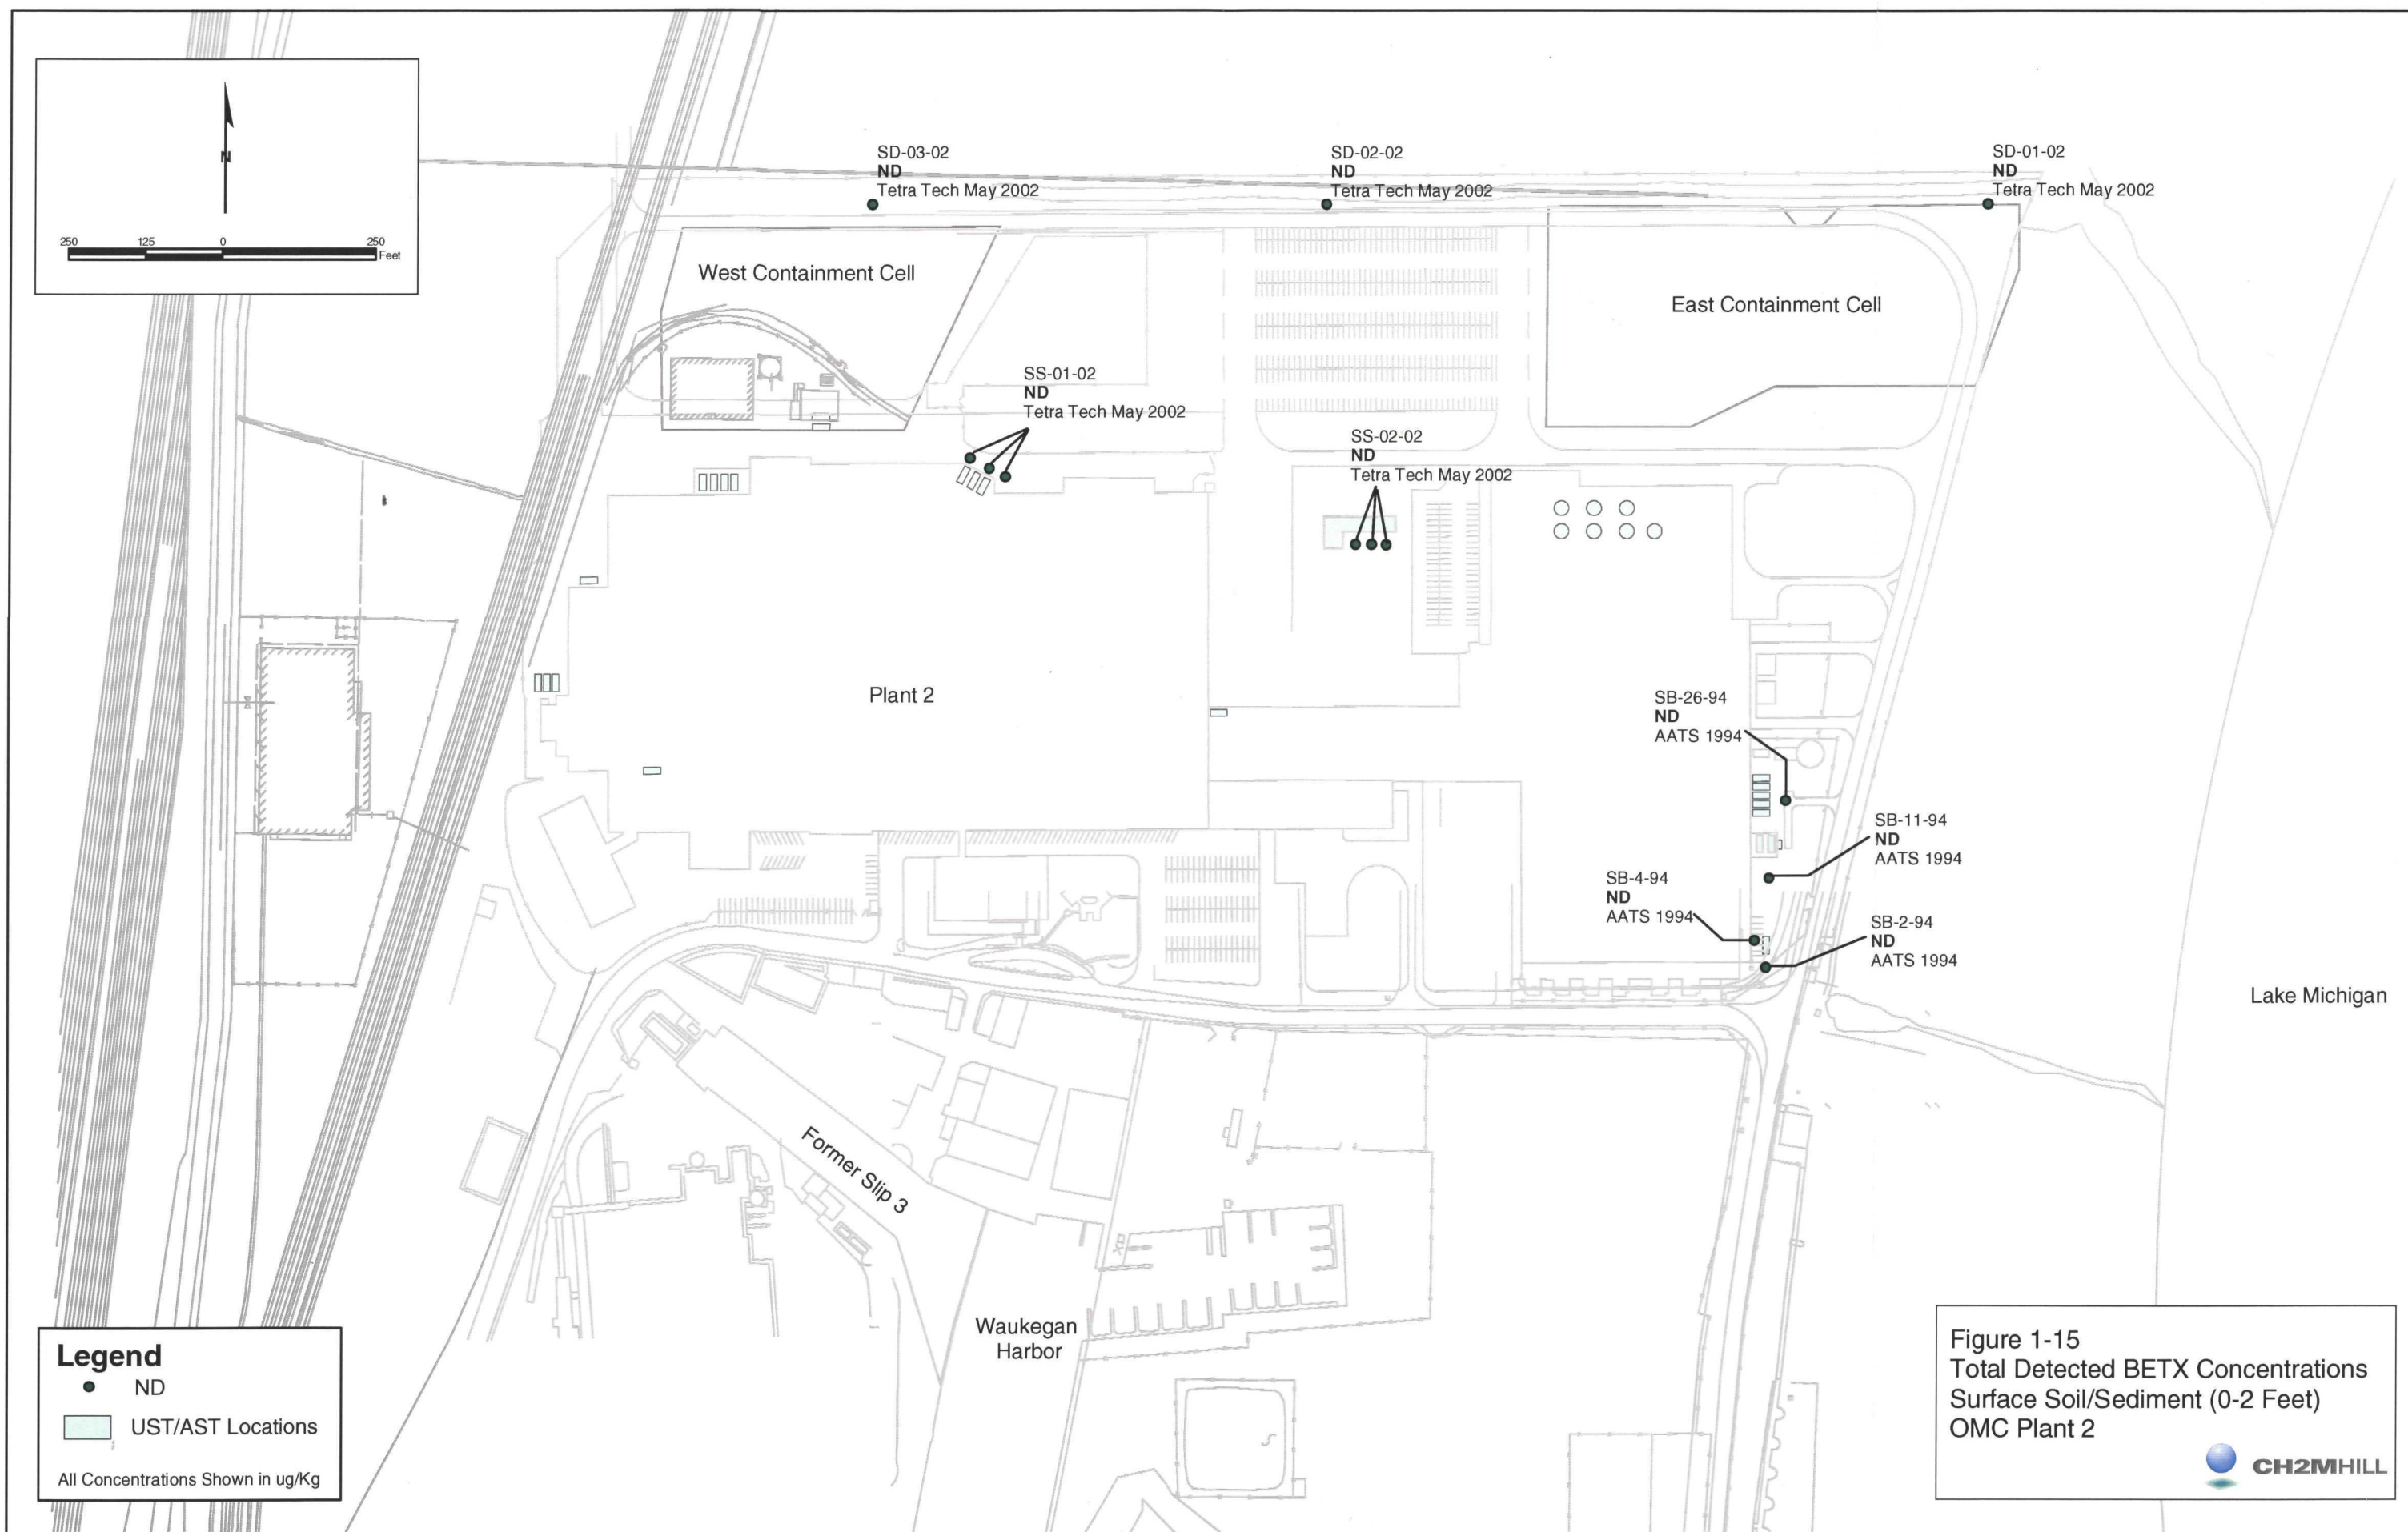 N
250 125 0 250
Feet
SD-03-02
ND
Tetra Tech May 2002
SD-02-02
ND
Tetra Tech May 2002
SD-01-02
ND
Tetra Tech May 2002
West Containment Cell
East Containment Cell
SS-01-02
ND
Tetra Tech May 2002
SS-02-02
ND
Tetra Tech May 2002
Plant 2
SB-26-94
ND
AATS 1994
SB-11-94
ND
AATS 1994
SB-4-94
ND
AATS 1994
SB-2-94
ND
AATS 1994
Lake Michigan
Former Slip 3
Waukegan
Harbor
Legend
ND
UST/AST Locations
All Concentrations Shown in ug/Kg
Figure 1-15
Total Detected BETX Concentrations
Surface Soil/Sediment (0-2 Feet)
OMC Plant 2
CH2MHILL